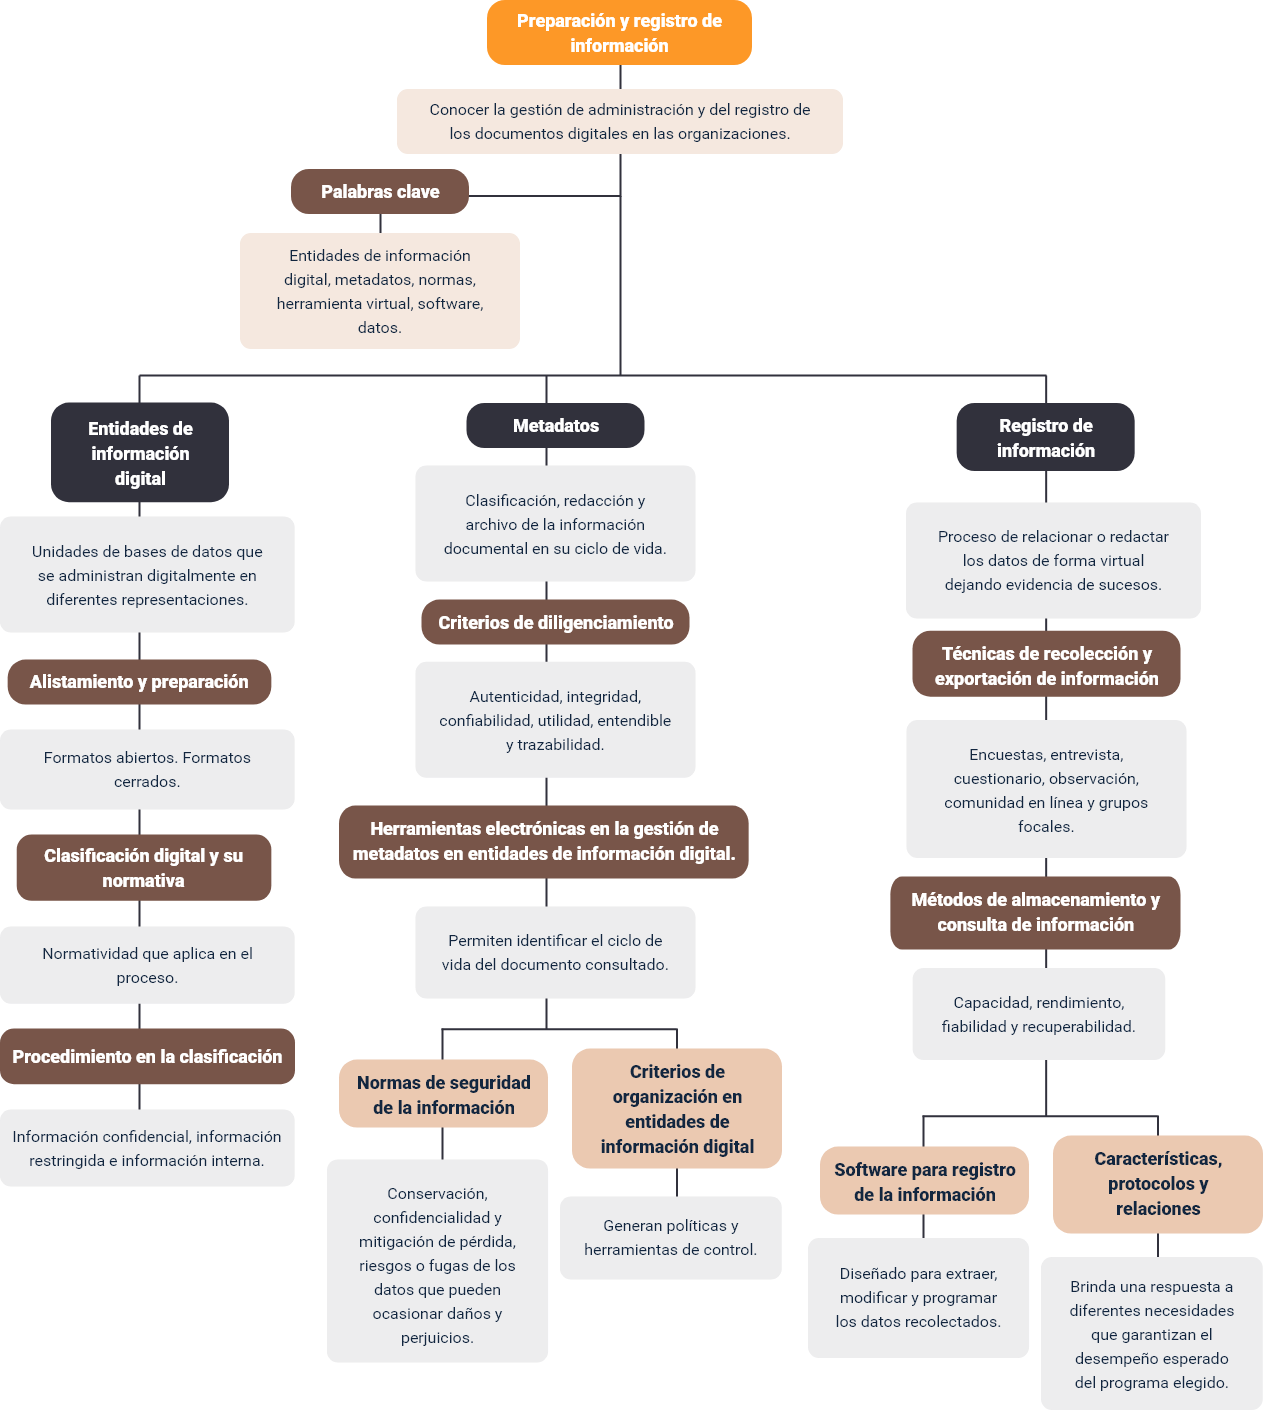 Preparación y registro de
información
Conocer la gestión de administración y del registro de
los documentos digitales en las organizaciones.
Palabras clave
Entidades de información
digital, metadatos, normas,
herramienta virtual, software,
datos.
Entidades de
información
digital
Unidades de bases de datos que
se administran digitalmente en
diferentes representaciones.
Alistamiento y preparación
Formatos abiertos. Formatos
cerrados.
Clasificación digital y su
normativa
Normatividad que aplica en el
proceso.
Procedimiento en la clasificación
Información confidencial, información
restringida e información interna.
Metadatos
Clasificación, redacción y
archivo de la información
documental en su ciclo de vida.
Criterios de diligenciamiento
Autenticidad, integridad,
confiabilidad, utilidad, entendible
y trazabilidad.
Herramientas electrónicas en la gestión de
metadatos en entidades de información digital.
Permiten identificar el ciclo de
vida del documento consultado.
Normas de seguridad
de la información
Conservación,
confidencialidad y
mitigación de pérdida,
riesgos o fugas de los
datos que pueden
ocasionar daños y
perjuicios.
Criterios de
organización en
entidades de
información digital
Generan políticas y
herramientas de control.
Registro de
información
Proceso de relacionar o redactar
los datos de forma virtual
dejando evidencia de sucesos.
Técnicas de recolección y
exportación de información
Encuestas, entrevista,
cuestionario, observación,
comunidad en línea y grupos
focales.
Métodos de almacenamiento y
consulta de información
Capacidad, rendimiento,
fiabilidad y recuperabilidad.
Software para registro
de la información
Diseñado para extraer,
modificar y programar
los datos recolectados.
Características,
protocolos y
relaciones
Brinda una respuesta a
diferentes necesidades
que garantizan el
desempeño esperado
del programa elegido.